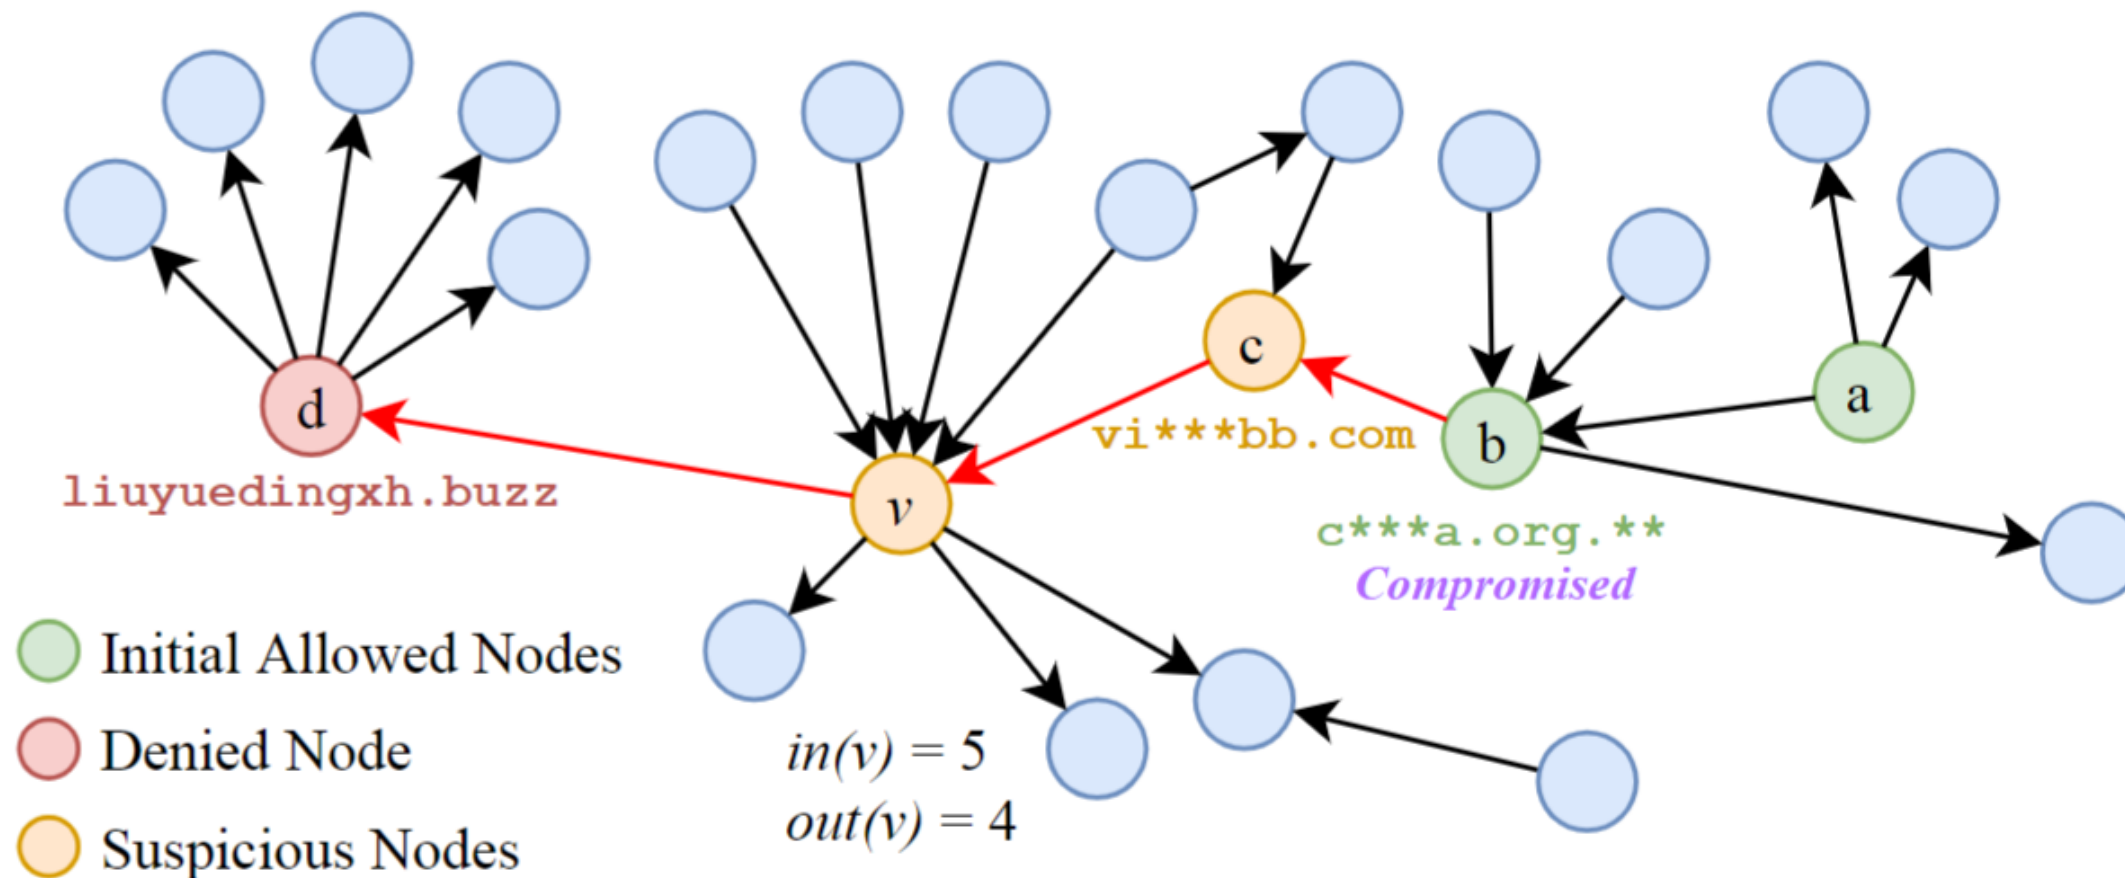 c
a
d
vi***bb.com
b
liuyuedingxh.buzz
v
c***a.org.**
Compromised
Initial Allowed Nodes
Denied Node
in(v) = 5
out(v) = 4
Suspicious Nodes